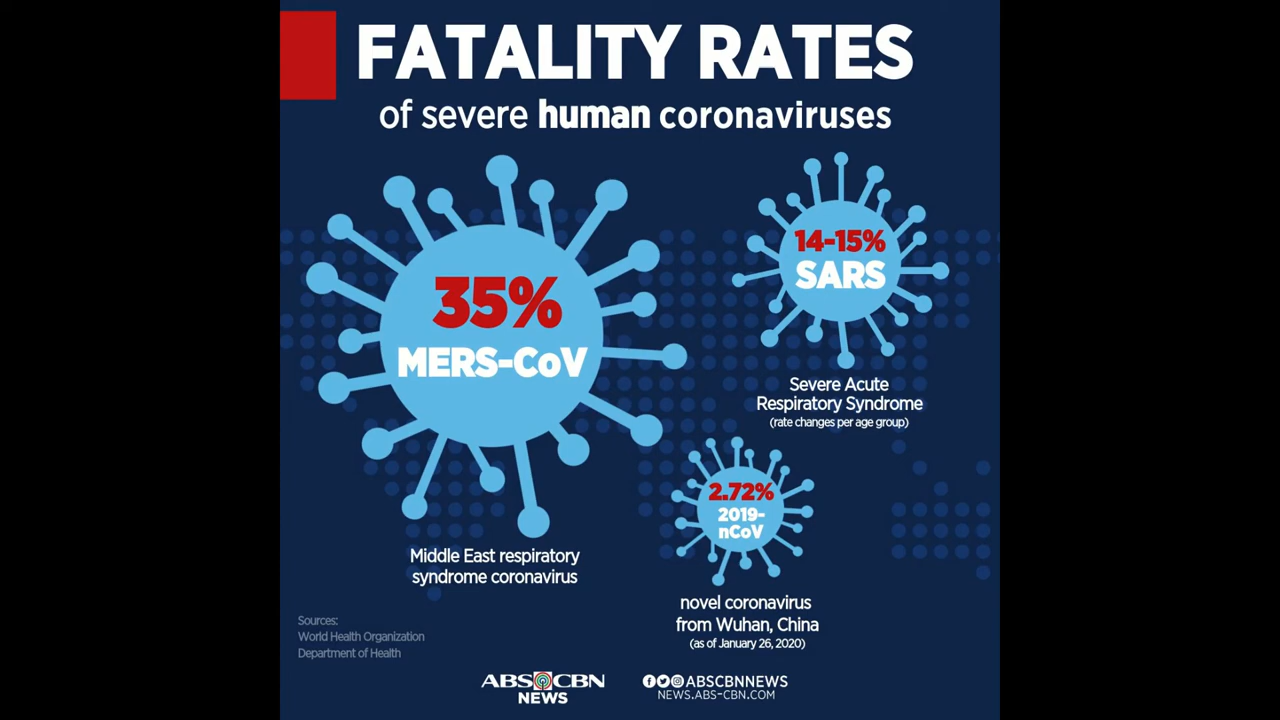 FATALITY RATES
of severe human coronaviruses
35%
MERS-CoV
Middle East respiratory
syndrome coronavirus
14-15%
SARS
Severe Acute
Respiratory Syndrome
(rate changes per age group)
2.72%
2019-
nCoV
novel coronavirus
from Wuhan, China
(as of January 26, 2020)
Sources:
World Health Organization
Department of Health
ABS CBN
NEWS
ABSCBNNEWS
NEWS.ABS-CBN.COM